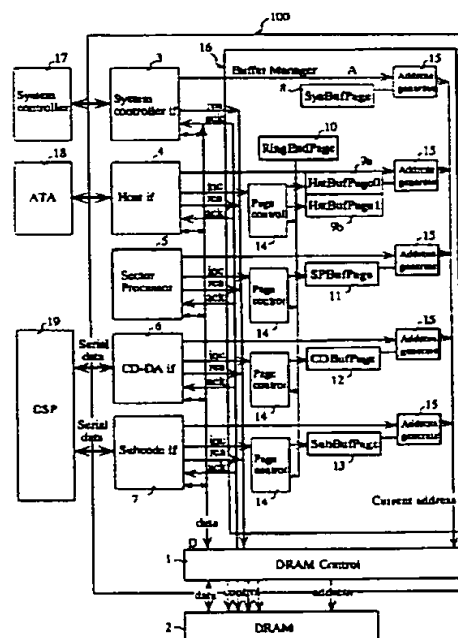 100
17
3
16
15
System controller
System controller if
Buffer Manager
A
Address generator
8
SysBufPage
req
ack
10
RingEndPage
18
4
9a
15
ATA
Host if
inc
req
ack
Page control
HstBufPage0
HstBufPage1
Address generator
14
9b
5
15
Sector Processor
inc
req
ack
Page control
SPBufPage
Address generator
14
11
19
6
15
Serial data
CD-DA if
inc
req
ack
Page control
CDBufPage
Address generator
14
12
DSP
15
Serial data
Subcode if
inc
req
ack
Page control
SubBufPage
Address generator
7
14
13
data
Current address
D
1
DRAM Control
data
control
address
2
DRAM